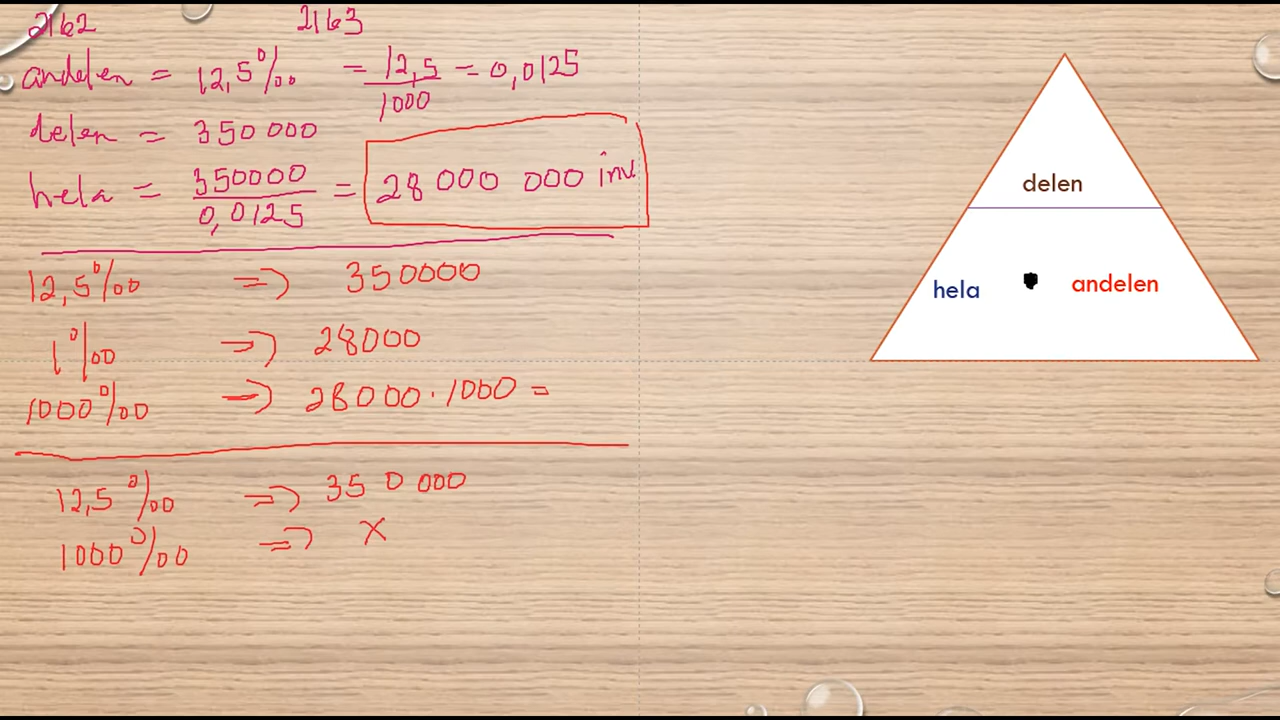 2162 2163
andelen = 12,5‰ = 12,5/1000 = 0,0125
delen = 350 000
hela = 350000/0,0125 = 28 000 000 inv
12,5‰ => 350000
1‰ => 28000
1000‰ => 28000·1000 =
12,5‰ => 350 000
1000‰ => x
delen
hela andelen